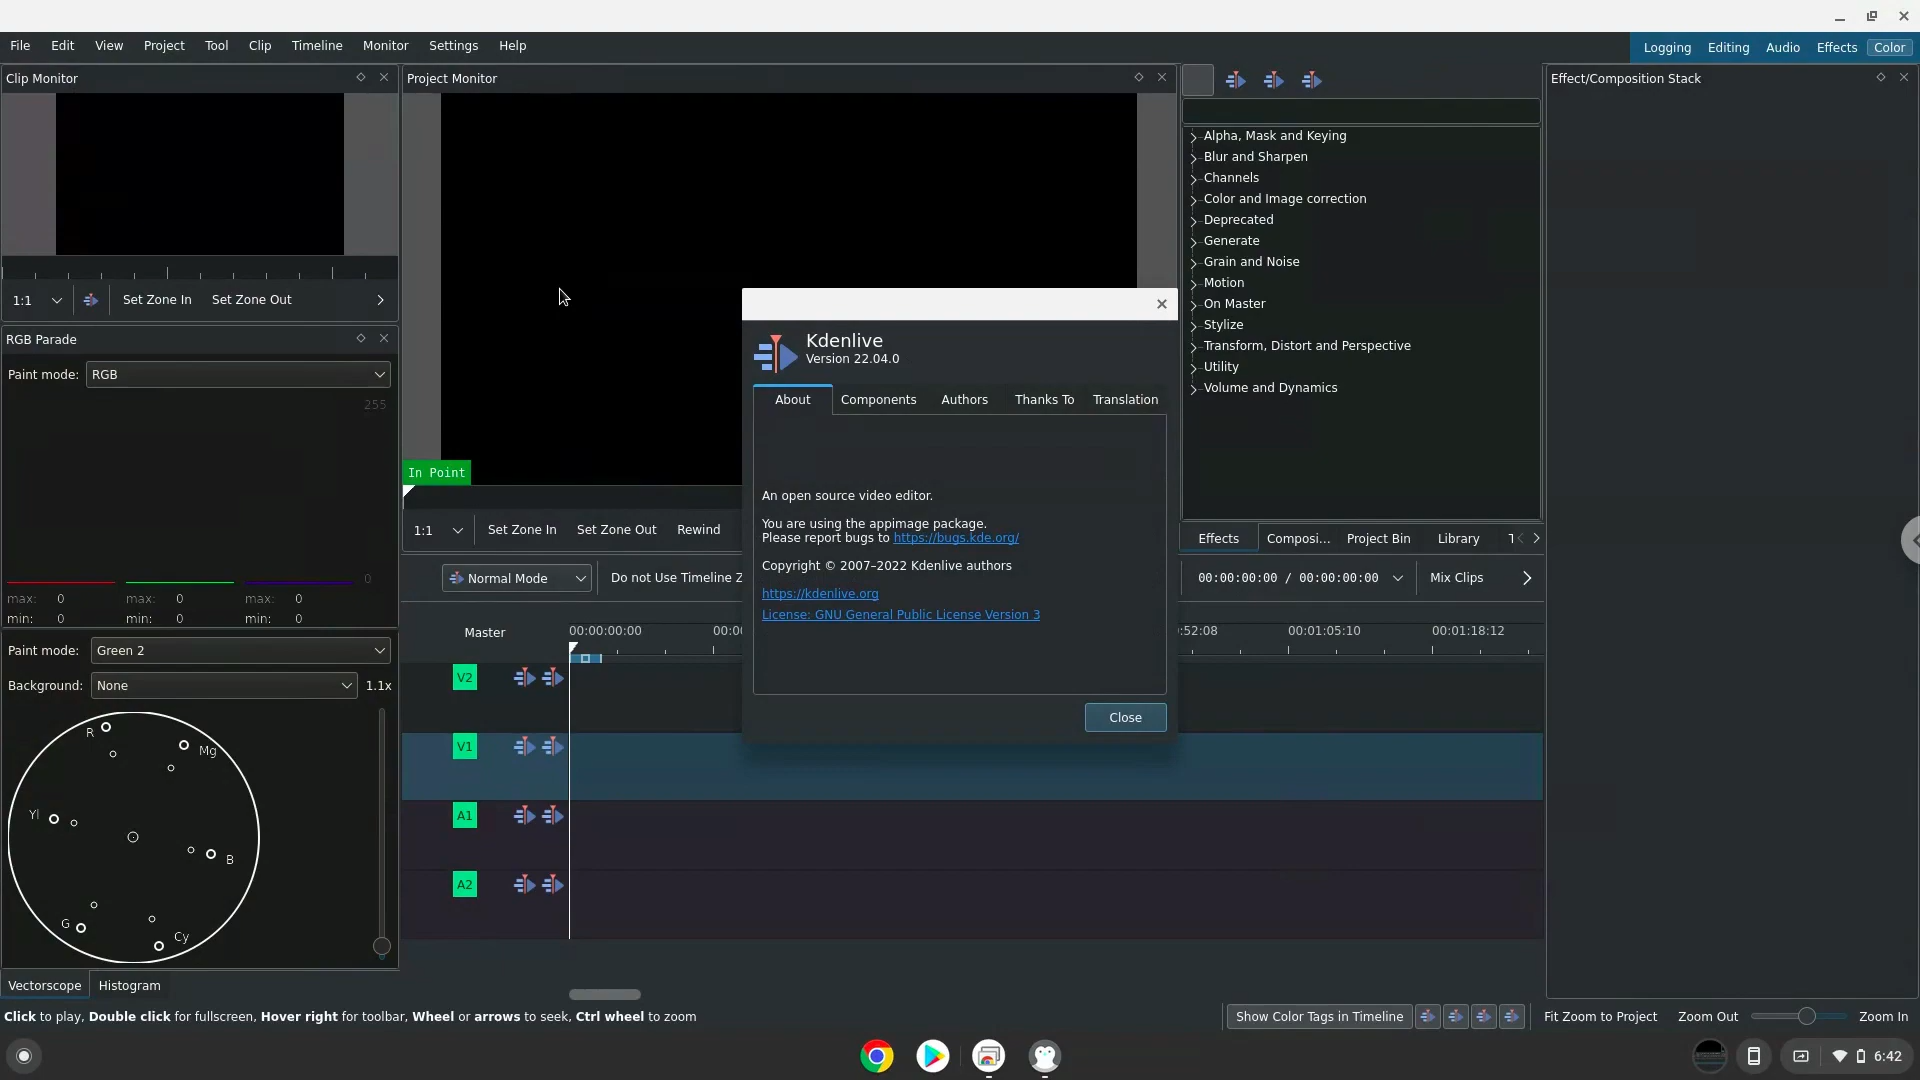 File Edit View Project Tool Clip Timeline Monitor Settings Help
Logging Editing Audio Effects Color
Clip Monitor
1:1 Set Zone In Set Zone Out
RGB Parade
Paint mode: RGB
255
0
max: 0 max: 0 max: 0
min: 0 min: 0 min: 0
Paint mode: Green 2
Background: None 1.1x
R
Mg
Yl
B
G
Cy
Vectorscope Histogram
Project Monitor
In Point
1:1 Set Zone In Set Zone Out Rewind
Kdenlive
Version 22.04.0
About Components Authors Thanks To Translation
An open source video editor.
You are using the appimage package.
Please report bugs to https://bugs.kde.org/
Copyright © 2007–2022 Kdenlive authors
https://kdenlive.org
License: GNU General Public License Version 3
Close
Alpha, Mask and Keying
Blur and Sharpen
Channels
Color and Image correction
Deprecated
Generate
Grain and Noise
Motion
On Master
Stylize
Transform, Distort and Perspective
Utility
Volume and Dynamics
Effects Composi... Project Bin Library T
Effect/Composition Stack
Normal Mode Do not Use Timeline Z 00:00:00:00 / 00:00:00:00 Mix Clips
Master 00:00:00:00 00:00 :52:08 00:01:05:10 00:01:18:12
V2
V1
A1
A2
Click to play, Double click for fullscreen, Hover right for toolbar, Wheel or arrows to seek, Ctrl wheel to zoom
Show Color Tags in Timeline Fit Zoom to Project Zoom Out Zoom In
6:42